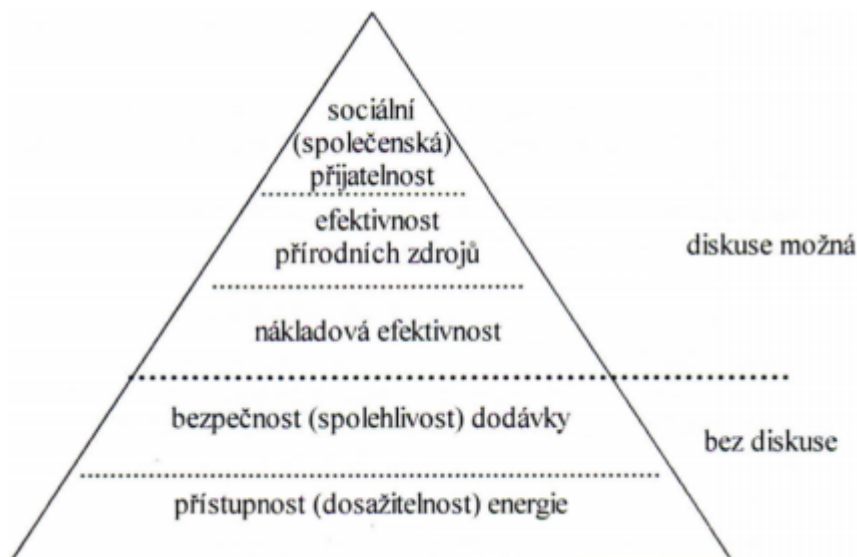 sociální
(společenská)
přijatelnost
efektivnost
přírodních zdrojů
diskuse možná
nákladová efektivnost
bezpečnost (spolehlivost) dodávky
bez diskuse
přístupnost (dosažitelnost) energie